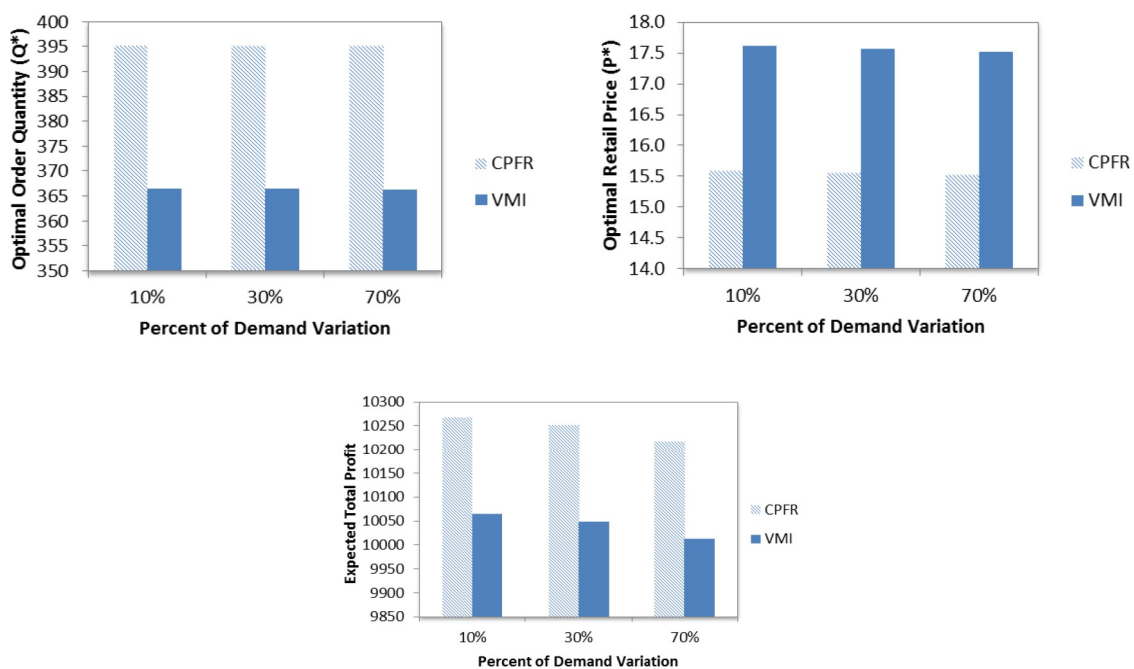 Optimal Order Quantity (Q*)
400
395
390
385
380
375
370
365
360
355
350
10% 30% 70%
Percent of Demand Variation
CPFR
VMI
Optimal Retail Price (P*)
18.0
17.5
17.0
16.5
16.0
15.5
15.0
14.5
14.0
10% 30% 70%
Percent of Demand Variation
CPFR
VMI
Expected Total Profit
10300
10250
10200
10150
10100
10050
10000
9950
9900
9850
10% 30% 70%
Percent of Demand Variation
CPFR
VMI